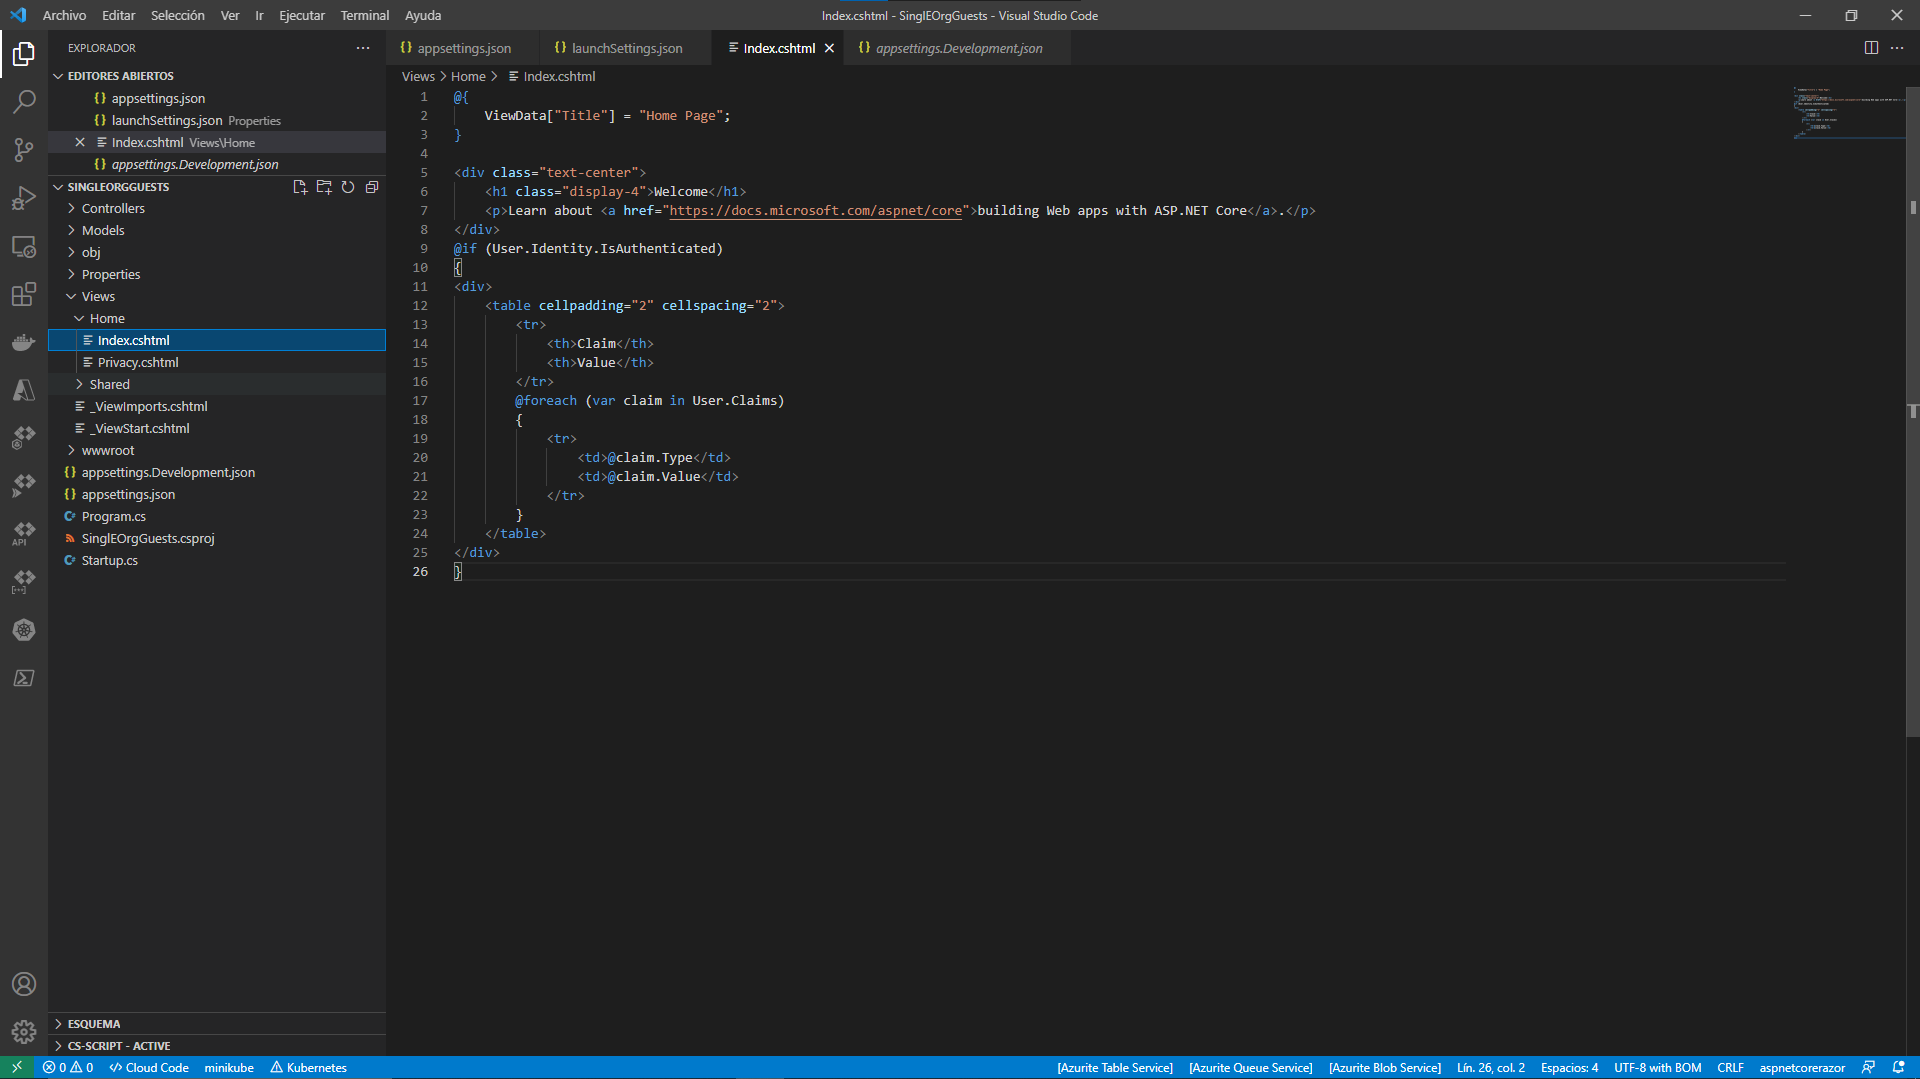 Archivo Editar Selección Ver Ir Ejecutar Terminal Ayuda
Index.cshtml - SinglEOrgGuests - Visual Studio Code
EXPLORADOR
EDITORES ABIERTOS
appsettings.json
launchSettings.json Properties
Index.cshtml Views\Home
appsettings.Development.json
SINGLEORGGUESTS
Controllers
Models
obj
Properties
Views
Home
Index.cshtml
Privacy.cshtml
Shared
_ViewImports.cshtml
_ViewStart.cshtml
wwwroot
appsettings.Development.json
appsettings.json
Program.cs
SinglEOrgGuests.csproj
Startup.cs
API
ESQUEMA
CS-SCRIPT - ACTIVE
appsettings.json launchSettings.json Index.cshtml appsettings.Development.json
Views > Home > Index.cshtml
1 @{
2 ViewData["Title"] = "Home Page";
3 }
4
5 <div class="text-center">
6 <h1 class="display-4">Welcome</h1>
7 <p>Learn about <a href="https://docs.microsoft.com/aspnet/core">building Web apps with ASP.NET Core</a>.</p>
8 </div>
9 @if (User.Identity.IsAuthenticated)
10 {
11 <div>
12 <table cellpadding="2" cellspacing="2">
13 <tr>
14 <th>Claim</th>
15 <th>Value</th>
16 </tr>
17 @foreach (var claim in User.Claims)
18 {
19 <tr>
20 <td>@claim.Type</td>
21 <td>@claim.Value</td>
22 </tr>
23 }
24 </table>
25 </div>
26 }
0 0 Cloud Code minikube Kubernetes
[Azurite Table Service] [Azurite Queue Service] [Azurite Blob Service] Lín. 26, col. 2 Espacios: 4 UTF-8 with BOM CRLF aspnetcorerazor